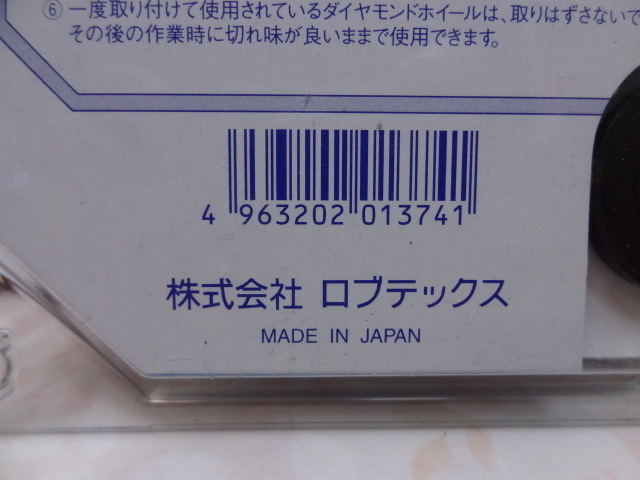 ⑥ 一度取り付けて使用されているダイヤモンドホイールは、取りはずさないで
その後の作業時に切れ味が良いままで使用できます。
4 963202 013741
株式会社 ロブテックス
MADE IN JAPAN